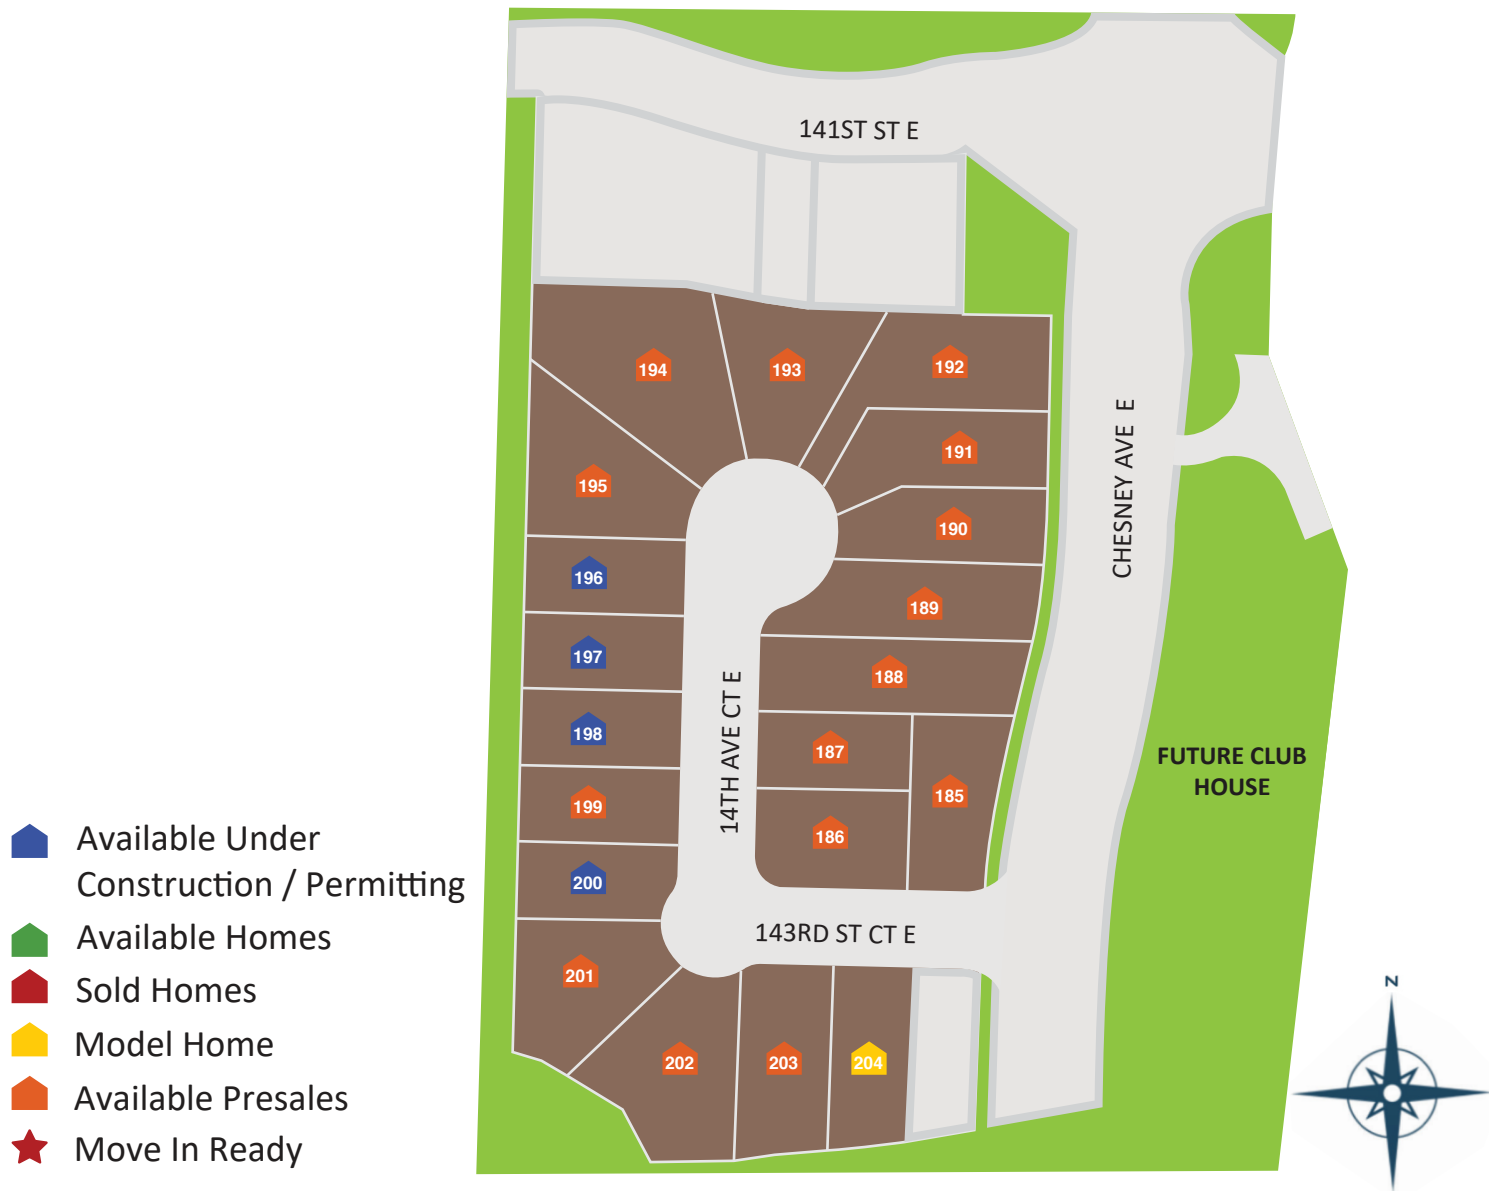 141ST ST E
194
193
192
191
195
190
CHESNEY AVE E
196
189
197
188
198
187
14TH AVE CT E
FUTURE CLUB
HOUSE
185
199
186
200
143RD ST CT E
201
202
203
204
Available Under
Construction / Permitting
Available Homes
Sold Homes
Model Home
Available Presales
Move In Ready
N